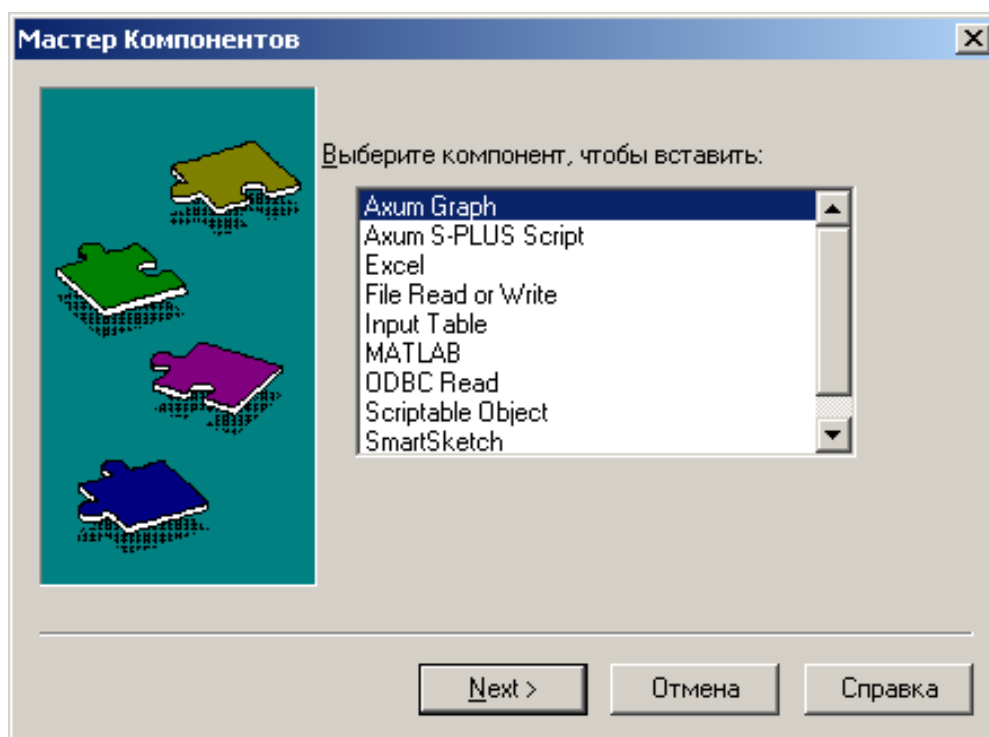 Мастер Компонентов
Выберите компонент, чтобы вставить:
Axum Graph
Axum S-PLUS Script
Excel
File Read or Write
Input Table
MATLAB
ODBC Read
Scriptable Object
SmartSketch
Next > Отмена Справка